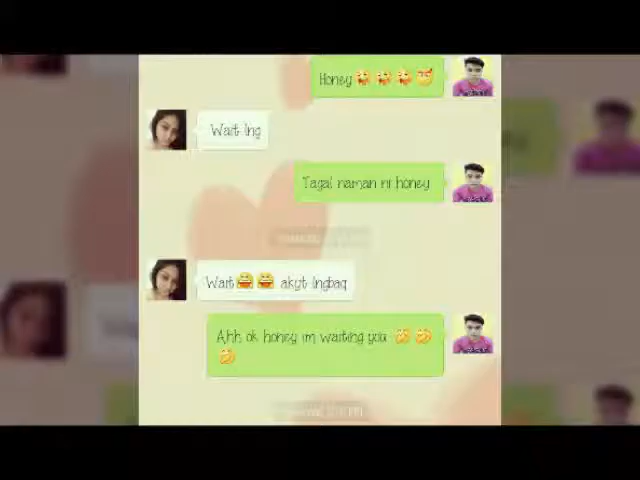 Honey
Wait lng
Tagal naman ni honey
Wait akyt lngbaq
Ahh ok honey im waiting you